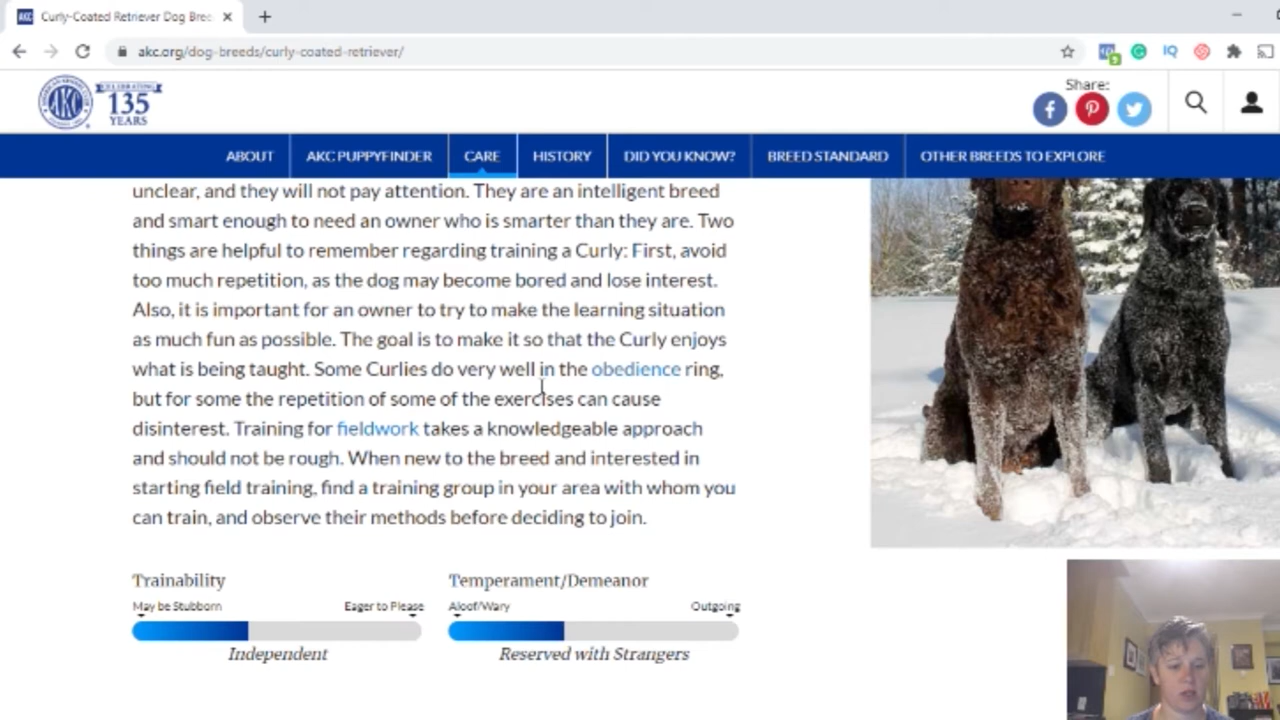 Curly-Coated Retriever Dog Bree
akc.org/dog-breeds/curly-coated-retriever/
AKC
CELEBRATING
135
YEARS
Share:
ABOUT
AKC PUPPYFINDER
CARE
HISTORY
DID YOU KNOW?
BREED STANDARD
OTHER BREEDS TO EXPLORE
unclear, and they will not pay attention. They are an intelligent breed
and smart enough to need an owner who is smarter than they are. Two
things are helpful to remember regarding training a Curly: First, avoid
too much repetition, as the dog may become bored and lose interest.
Also, it is important for an owner to try to make the learning situation
as much fun as possible. The goal is to make it so that the Curly enjoys
what is being taught. Some Curlies do very well in the obedience ring,
but for some the repetition of some of the exercises can cause
disinterest. Training for fieldwork takes a knowledgeable approach
and should not be rough. When new to the breed and interested in
starting field training, find a training group in your area with whom you
can train, and observe their methods before deciding to join.
Trainability
May be Stubborn
Eager to Please
Independent
Temperament/Demeanor
Aloof/Wary
Outgoing
Reserved with Strangers